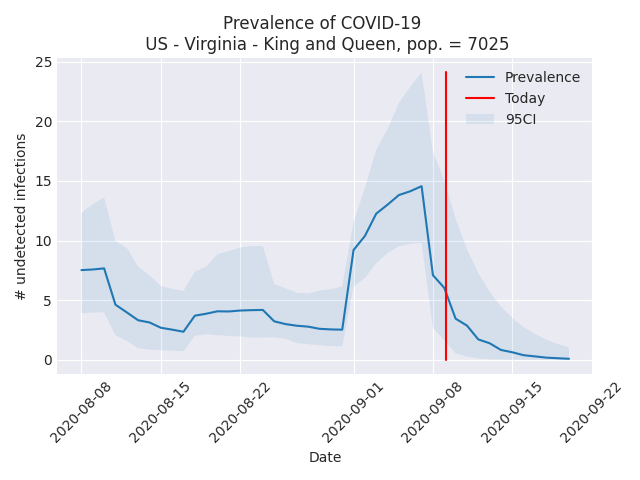 Prevalence of COVID-19
US - Virginia - King and Queen, pop. = 7025
# undetected infections
25
20
15
10
5
0
Prevalence
Today
95CI
2020-08-08
2020-08-15
2020-08-22
2020-09-01
2020-09-08
2020-09-15
2020-09-22
Date